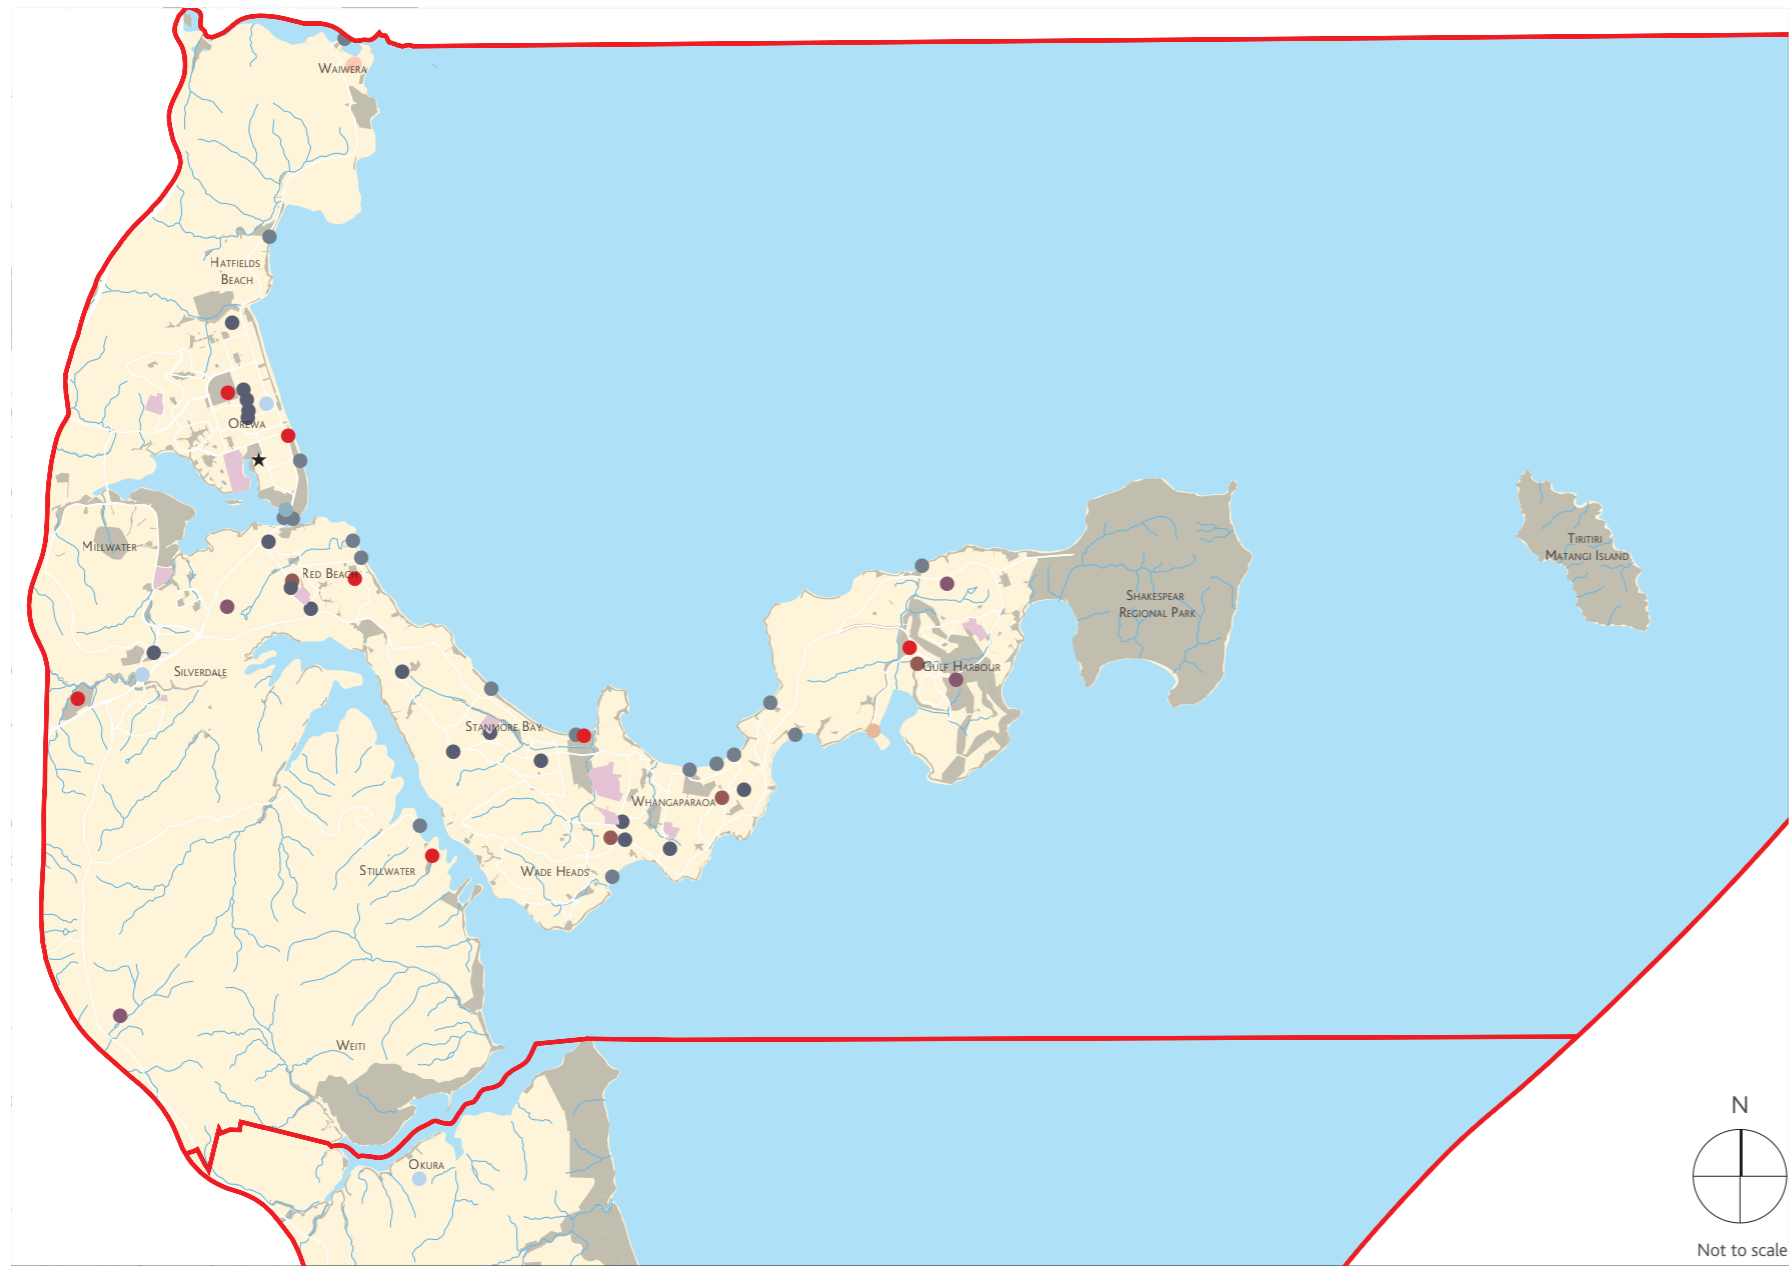 Waiwera
Hatfields
Beach
Orewa
Millwater
Red Beach
Silverdale
Stanmore Bay
Whangaparaoa
Wade Heads
Stillwater
Weiti
Okura
Gulf Harbour
Shakespear
Regional Park
Tiritiri
Matangi Island
N
Not to scale